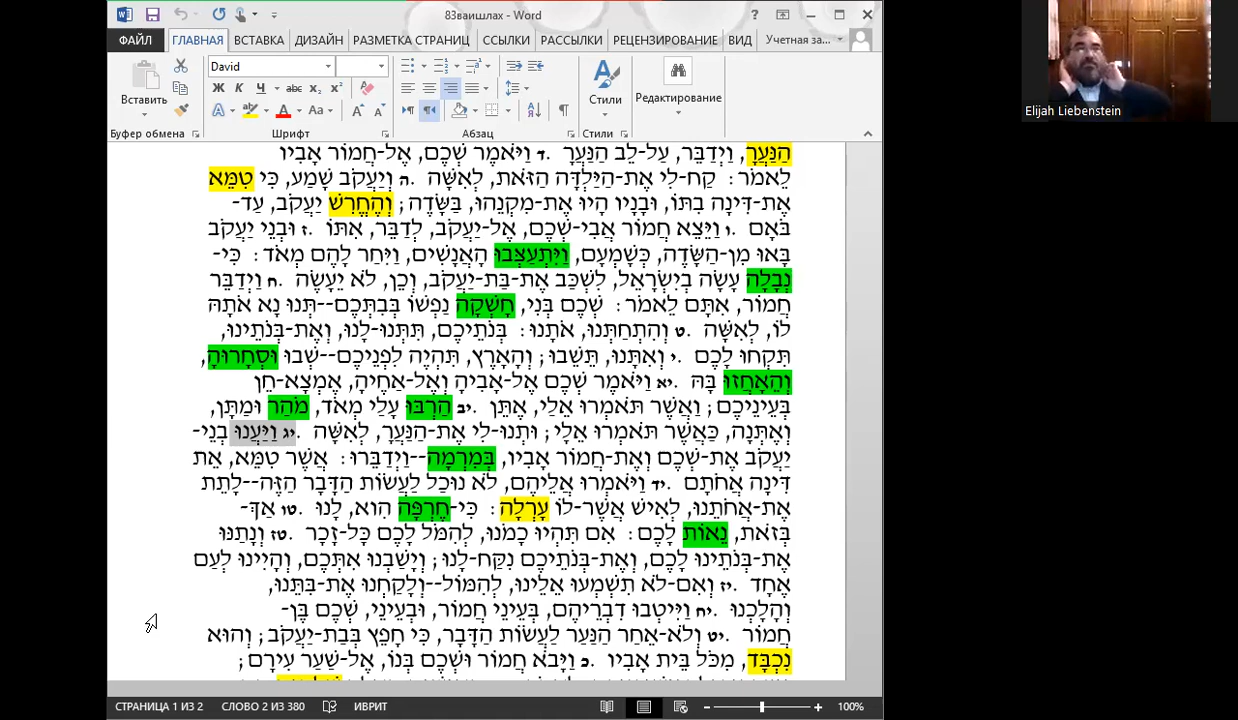 83ваишлах - Word
ФАЙЛ ГЛАВНАЯ ВСТАВКА ДИЗАЙН РАЗМЕТКА СТРАНИЦ ССЫЛКИ РАССЫЛКИ РЕЦЕНЗИРОВАНИЕ ВИД Учетная за...
Elijah Liebenstein
David
Вставить
Ж К Ч abc x₂ x²
Aa
Стили
Редактирование
Буфер обмена Шрифт Абзац Стили
הַנַּעֲרָ, וַיְדַבֵּר, עַל-לֵב הַנַּעֲרָ. ד וַיֹּאמֶר שְׁכֶם, אֶל-חֲמוֹר אָבִיו
לֵאמֹר: קַח-לִי אֶת-הַיַּלְדָּה הַזֹּאת, לְאִשָּׁה. ה וְיַעֲקֹב שָׁמַע, כִּי טִמֵּא
אֶת-דִּינָה בִתּוֹ, וּבָנָיו הָיוּ אֶת-מִקְנֵהוּ, בַּשָּׂדֶה; וְהֶחֱרִשׁ יַעֲקֹב, עַד-
בֹּאָם. ו וַיֵּצֵא חֲמוֹר אֲבִי-שְׁכֶם, אֶל-יַעֲקֹב, לְדַבֵּר, אִתּוֹ. ז וּבְנֵי יַעֲקֹב
בָּאוּ מִן-הַשָּׂדֶה, כְּשָׁמְעָם, וַיִּתְעַצְּבוּ הָאֲנָשִׁים, וַיִּחַר לָהֶם מְאֹד: כִּי-
נְבָלָה עָשָׂה בְיִשְׂרָאֵל, לִשְׁכַּב אֶת-בַּת-יַעֲקֹב, וְכֵן, לֹא יֵעָשֶׂה. ח וַיְדַבֵּר
חֲמוֹר, אִתָּם לֵאמֹר: שְׁכֶם בְּנִי, חָשְׁקָה נַפְשׁוֹ בְּבִתְּכֶם--תְּנוּ נָא אֹתָהּ
לוֹ, לְאִשָּׁה. ט וְהִתְחַתְּנוּ, אֹתָנוּ: בְּנֹתֵיכֶם, תִּתְּנוּ-לָנוּ, וְאֶת-בְּנֹתֵינוּ,
תִּקְחוּ לָכֶם. י וְאִתָּנוּ, תֵּשֵׁבוּ; וְהָאָרֶץ, תִּהְיֶה לִפְנֵיכֶם--שְׁבוּ וּסְחָרוּהָ,
וְהֵאָחֲזוּ בָּהּ. יא וַיֹּאמֶר שְׁכֶם אֶל-אָבִיהָ וְאֶל-אַחֶיהָ, אֶמְצָא-חֵן
בְּעֵינֵיכֶם; וַאֲשֶׁר תֹּאמְרוּ אֵלַי, אֶתֵּן. יב הַרְבּוּ עָלַי מְאֹד, מֹהַר וּמַתָּן,
וְאֶתְּנָה, כַּאֲשֶׁר תֹּאמְרוּ אֵלָי; וּתְנוּ-לִי אֶת-הַנַּעֲרָ, לְאִשָּׁה. יג וַיַּעֲנוּ בְנֵי-
יַעֲקֹב אֶת-שְׁכֶם וְאֶת-חֲמוֹר אָבִיו, בְּמִרְמָה--וַיְדַבֵּרוּ: אֲשֶׁר טִמֵּא, אֵת
דִּינָה אֲחֹתָם. יד וַיֹּאמְרוּ אֲלֵיהֶם, לֹא נוּכַל לַעֲשׂוֹת הַדָּבָר הַזֶּה--לָתֵת
אֶת-אֲחֹתֵנוּ, לְאִישׁ אֲשֶׁר-לוֹ עָרְלָה: כִּי-חֶרְפָּה הִוא, לָנוּ. טו אַךְ-
בְּזֹאת, נֵאוֹת לָכֶם: אִם תִּהְיוּ כָמֹנוּ, לְהִמֹּל לָכֶם כָּל-זָכָר. טז וְנָתַנּוּ
אֶת-בְּנֹתֵינוּ לָכֶם, וְאֶת-בְּנֹתֵיכֶם נִקַּח-לָנוּ; וְיָשַׁבְנוּ אִתְּכֶם, וְהָיִינוּ לְעַם
אֶחָד. יז וְאִם-לֹא תִשְׁמְעוּ אֵלֵינוּ, לְהִמּוֹל--וְלָקַחְנוּ אֶת-בִּתֵּנוּ,
וְהָלָכְנוּ. יח וַיִּיטְבוּ דִבְרֵיהֶם, בְּעֵינֵי חֲמוֹר, וּבְעֵינֵי, שְׁכֶם בֶּן-
חֲמוֹר. יט וְלֹא-אֵחַר הַנַּעַר לַעֲשׂוֹת הַדָּבָר, כִּי חָפֵץ בְּבַת-יַעֲקֹב; וְהוּא
נִכְבָּד, מִכֹּל בֵּית אָבִיו. כ וַיָּבֹא חֲמוֹר וּשְׁכֶם בְּנוֹ, אֶל-שַׁעַר עִירָם;
СТРАНИЦА 1 ИЗ 2 СЛОВО 2 ИЗ 380 ИВРИТ 100%